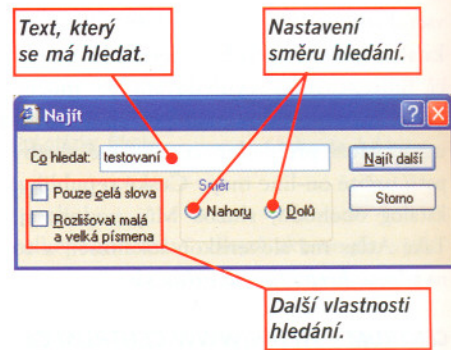 Text, který
se má hledat.
Nastavení
směru hledání.
Najít
Co hledat: testovaní
Najít další
Pouze celá slova
Směr
Storno
Rozlišovat malá
a velká písmena
Nahoru
Dolů
Další vlastnosti
hledání.